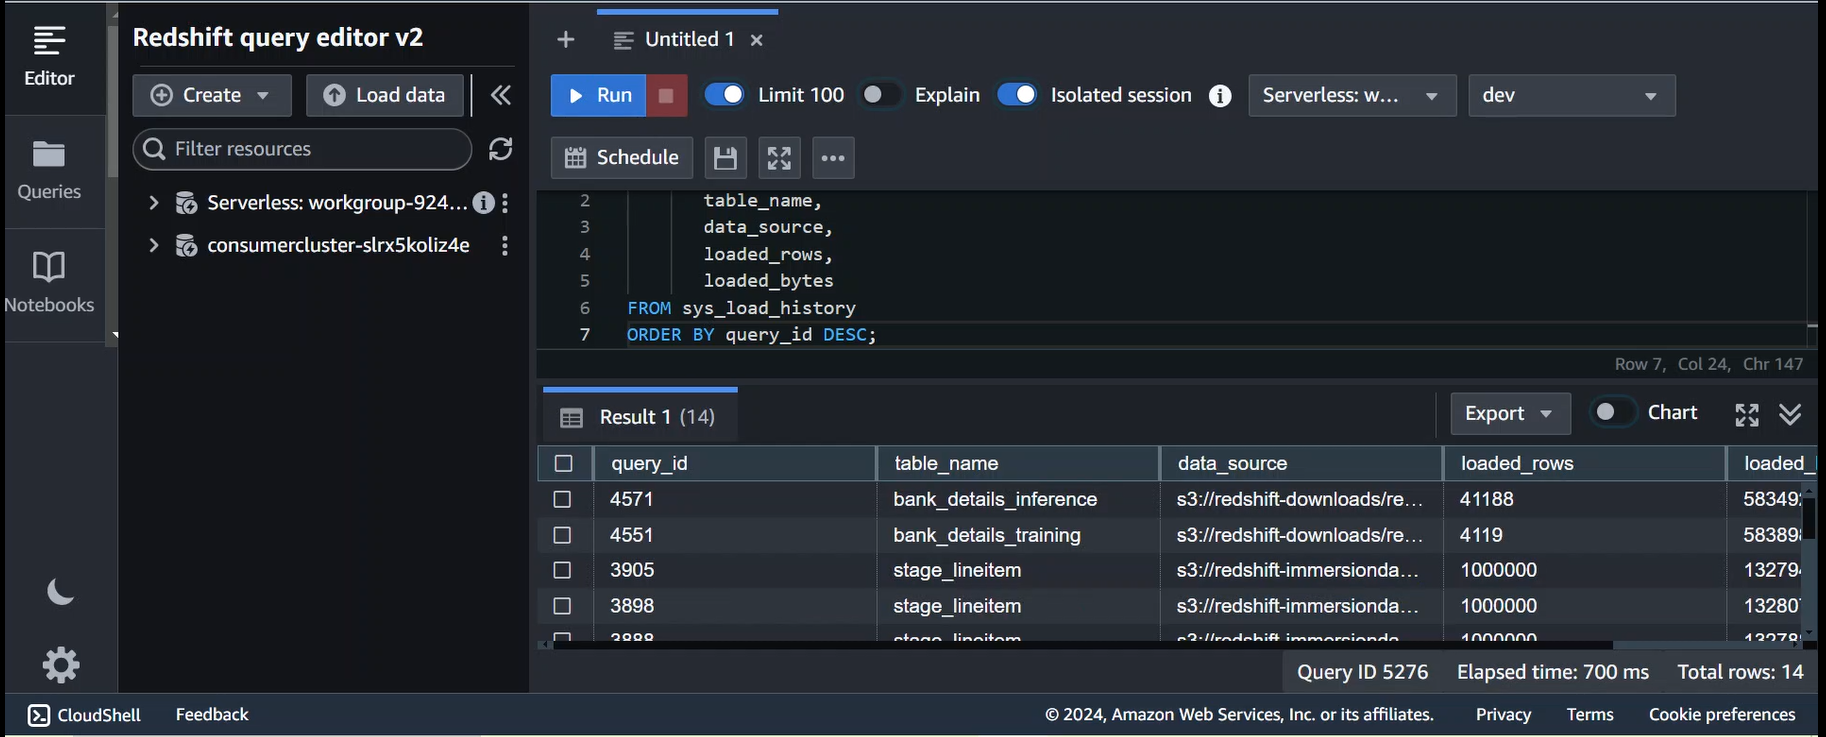 Editor
Queries
Notebooks
Redshift query editor v2
Create
Load data
Filter resources
Serverless: workgroup-924...
consumercluster-slrx5koliz4e
Untitled 1
Run
Limit 100
Explain
Isolated session
Serverless: w...
dev
Schedule
2 table_name,
3 data_source,
4 loaded_rows,
5 loaded_bytes
6 FROM sys_load_history
7 ORDER BY query_id DESC;
Row 7, Col 24, Chr 147
Result 1 (14)
Export
Chart
query_id table_name data_source loaded_rows loaded_
4571 bank_details_inference s3://redshift-downloads/re... 41188 58349
4551 bank_details_training s3://redshift-downloads/re... 4119 58389
3905 stage_lineitem s3://redshift-immersionda... 1000000 13279
3898 stage_lineitem s3://redshift-immersionda... 1000000 13280
3888 stage_lineitem s3://redshift-immersionda... 1000000 13278
Query ID 5276 Elapsed time: 700 ms Total rows: 14
CloudShell Feedback © 2024, Amazon Web Services, Inc. or its affiliates. Privacy Terms Cookie preferences